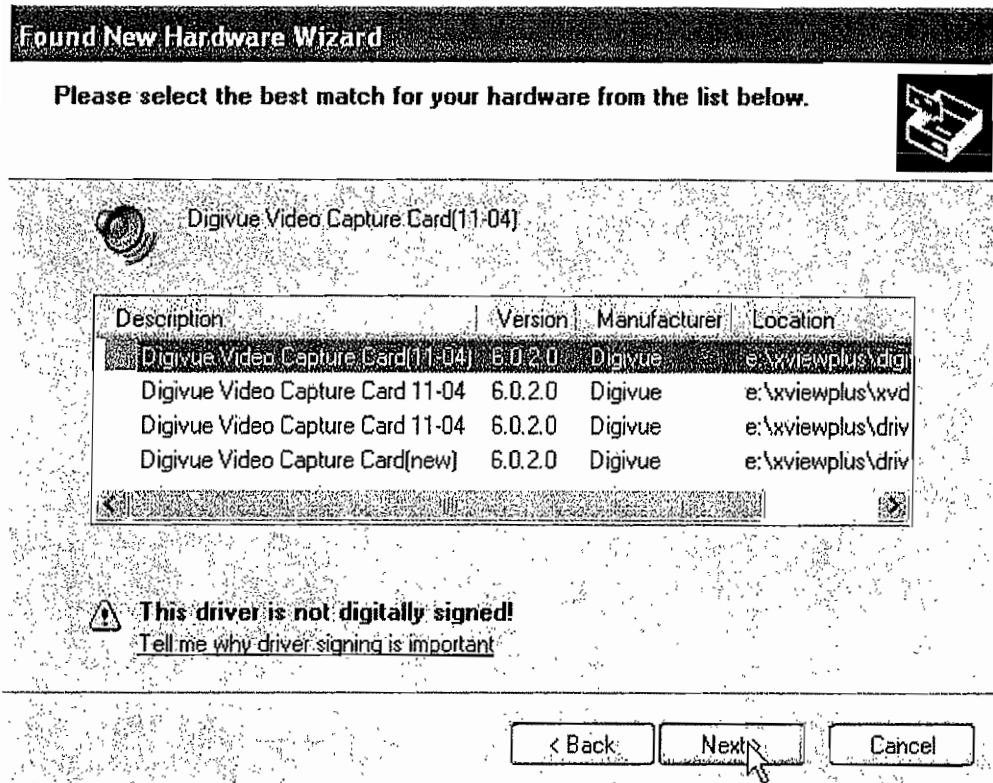 Found New Hardware Wizard
Please select the best match for your hardware from the list below.
Digivue Video Capture Card(11-04)
Description Version Manufacturer Location
Digivue Video Capture Card(11-04) 6.0.2.0 Digivue e:\xviewplus\digi
Digivue Video Capture Card 11-04 6.0.2.0 Digivue e:\xviewplus\xvd
Digivue Video Capture Card 11-04 6.0.2.0 Digivue e:\xviewplus\driv
Digivue Video Capture Card(new) 6.0.2.0 Digivue e:\xviewplus\driv
This driver is not digitally signed!
Tell me why driver signing is important
< Back Next > Cancel